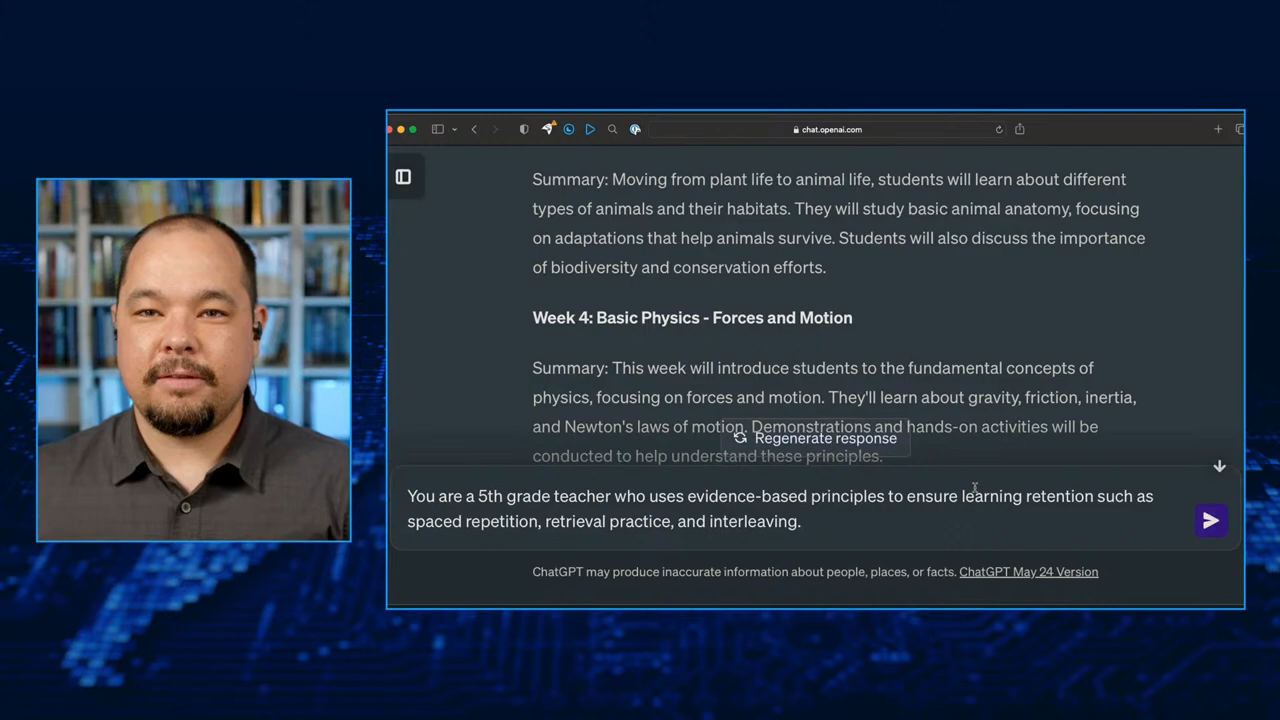 chat.openai.com
Summary: Moving from plant life to animal life, students will learn about different
types of animals and their habitats. They will study basic animal anatomy, focusing
on adaptations that help animals survive. Students will also discuss the importance
of biodiversity and conservation efforts.
Week 4: Basic Physics - Forces and Motion
Summary: This week will introduce students to the fundamental concepts of
physics, focusing on forces and motion. They'll learn about gravity, friction, inertia,
and Newton's laws of motion. Demonstrations and hands-on activities will be
Regenerate response
conducted to help understand these principles.
You are a 5th grade teacher who uses evidence-based principles to ensure learning retention such as
spaced repetition, retrieval practice, and interleaving.
ChatGPT may produce inaccurate information about people, places, or facts. ChatGPT May 24 Version